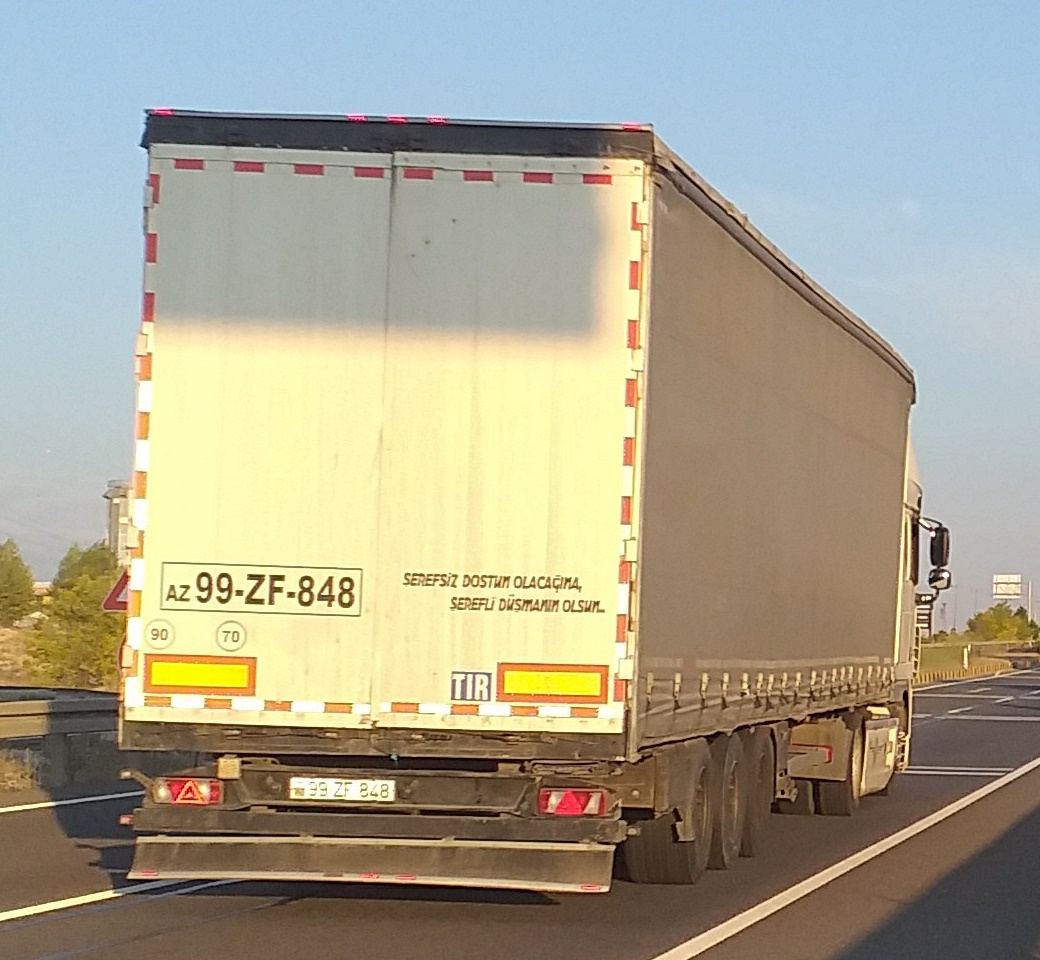 AZ 99-ZF-848
ŞEREFSİZ DOSTUM OLACAĞINA,
ŞEREFLİ DÜŞMANIM OLSUN..
90
70
TIR
99 ZF 848